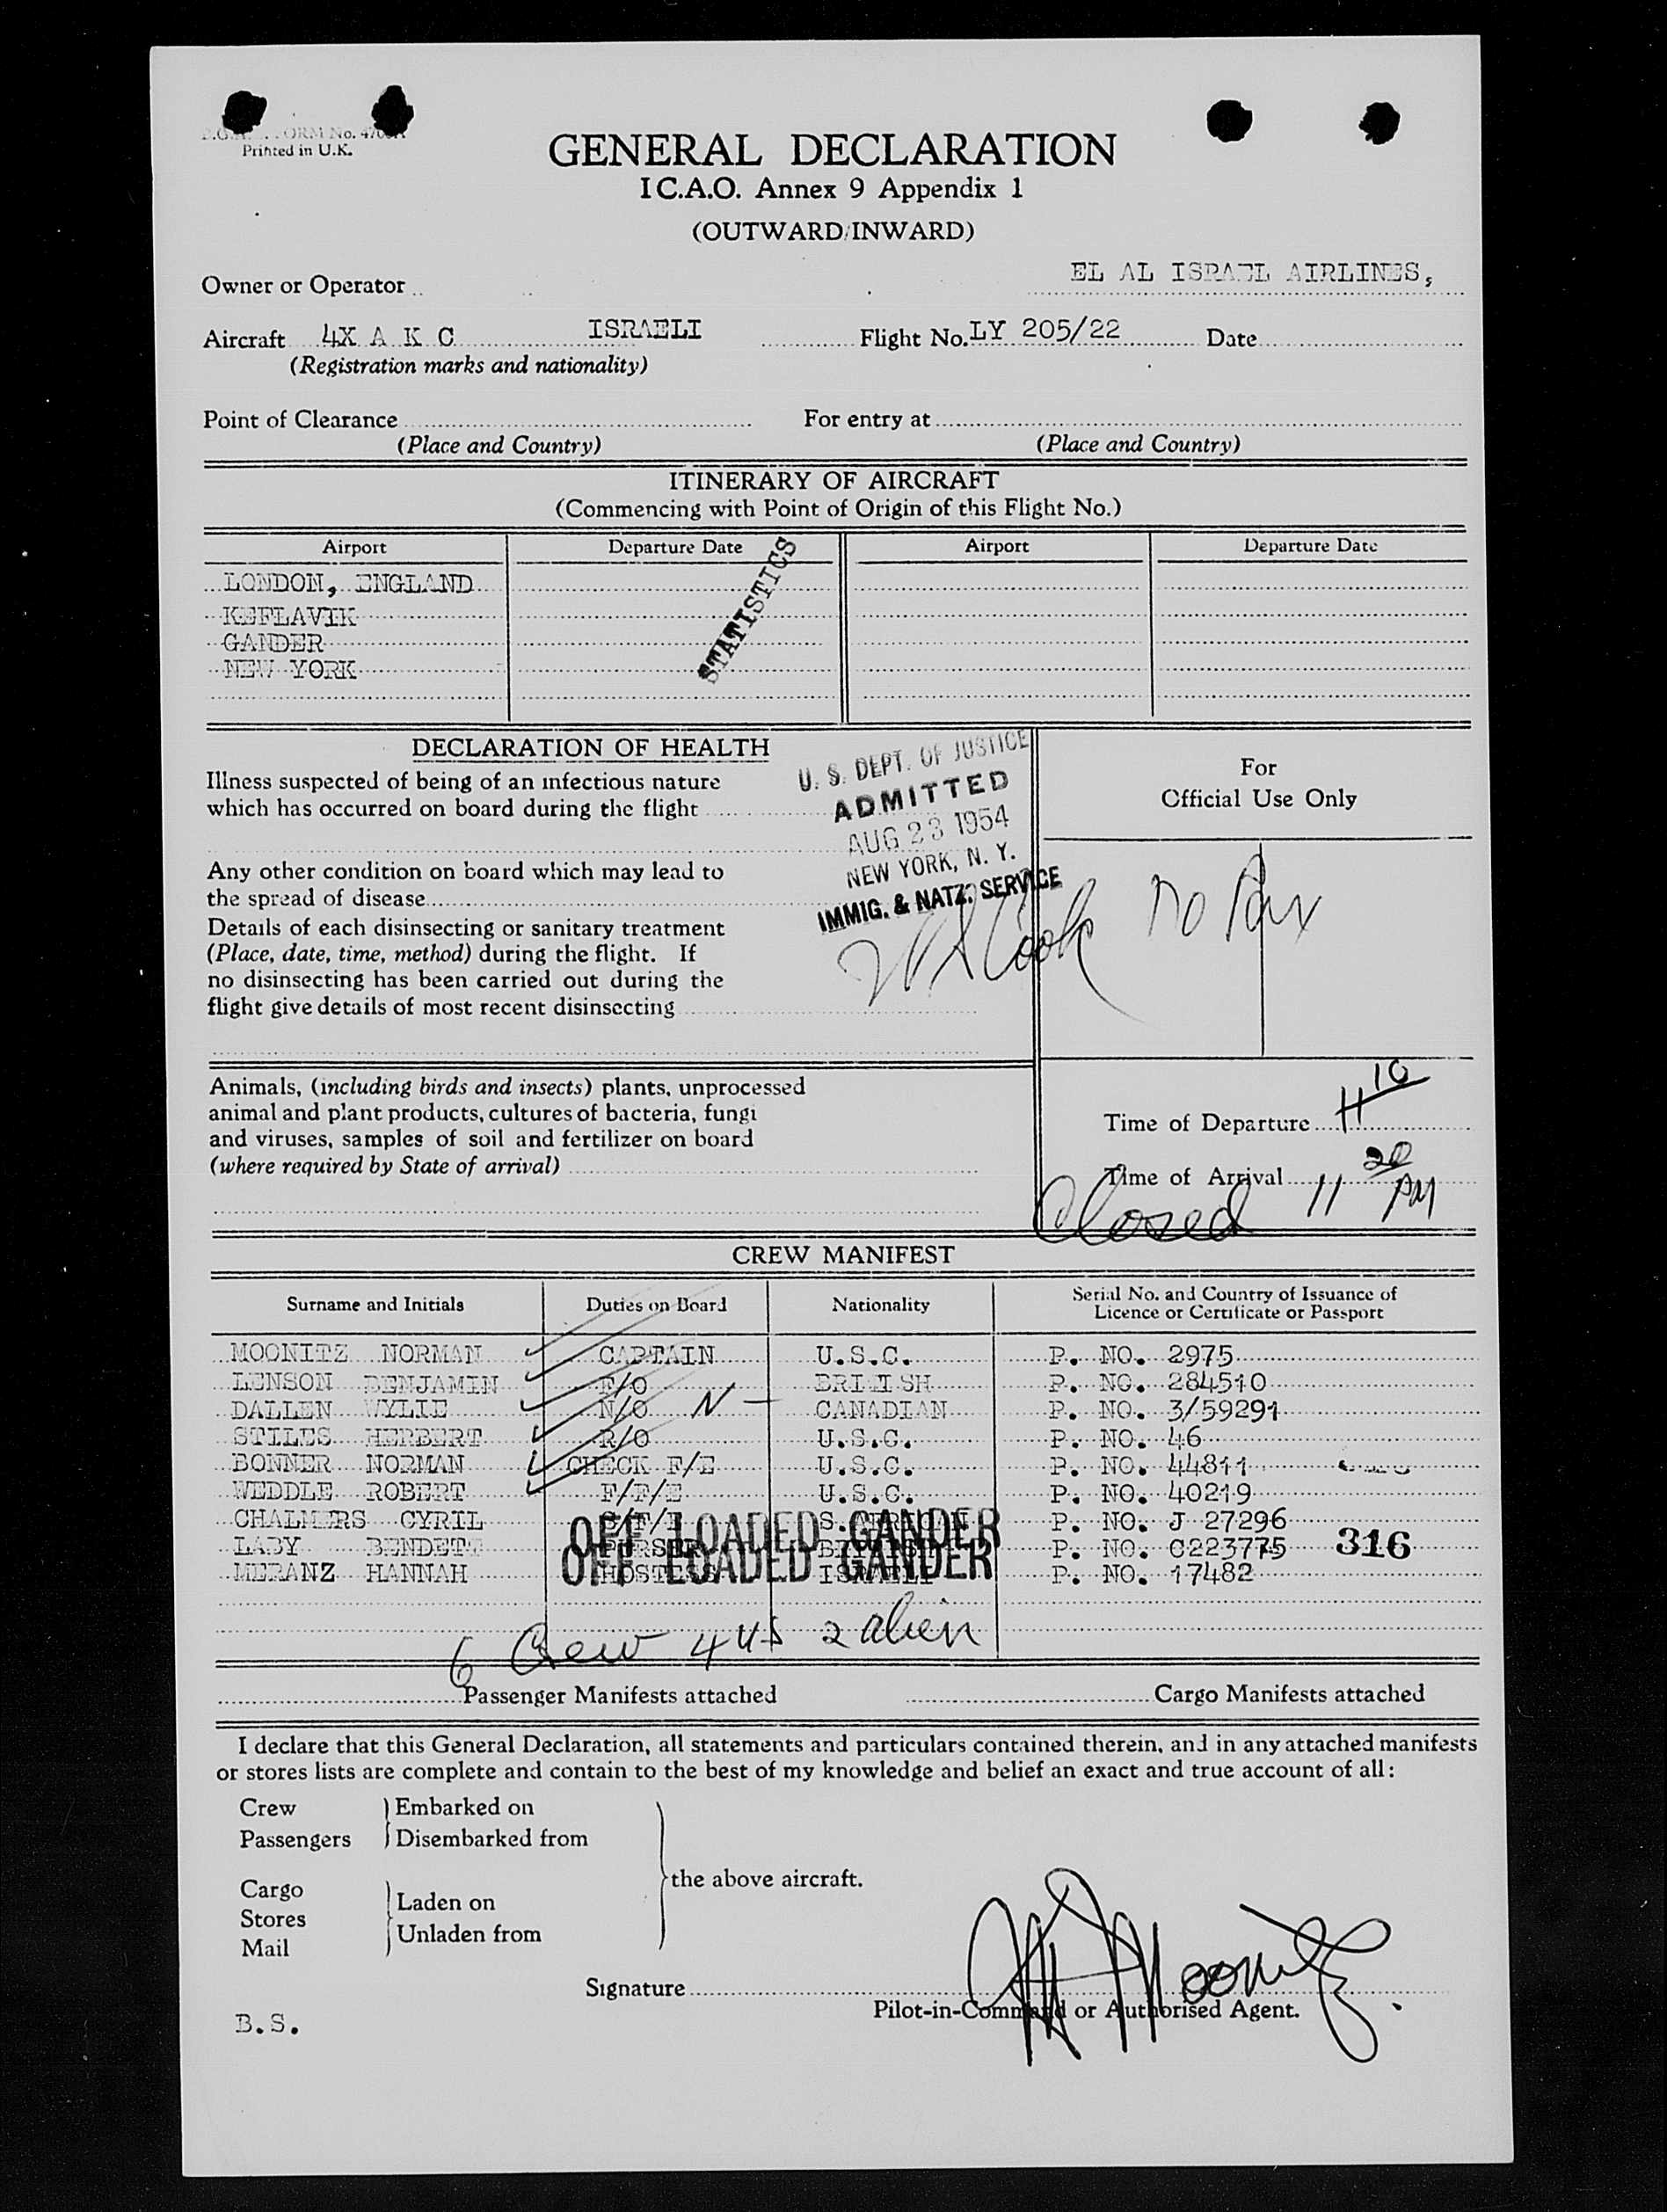 FORM No.
Printed in U.K.
GENERAL DECLARATION
I C.A.O. Annex 9 Appendix 1
(OUTWARD/INWARD)
Owner or Operator EL AL ISRAEL AIRLINES,
Aircraft 4X A K C ISRAELI Flight No. LY 205/22 Date
(Registration marks and nationality)
Point of Clearance For entry at
(Place and Country) (Place and Country)
ITINERARY OF AIRCRAFT
(Commencing with Point of Origin of this Flight No.)
Airport Departure Date Airport Departure Date
STATISTICS
LONDON, ENGLAND
KEFLAVIK
GANDER
NEW YORK
DECLARATION OF HEALTH
Illness suspected of being of an infectious nature
which has occurred on board during the flight
Any other condition on board which may lead to
the spread of disease
Details of each disinsecting or sanitary treatment
(Place, date, time, method) during the flight. If
no disinsecting has been carried out during the
flight give details of most recent disinsecting
U. S. DEPT. OF JUSTICE
ADMITTED
AUG 23 1954
NEW YORK, N. Y.
IMMIG. & NATZ. SERVICE
Cook
For
Official Use Only
No Pax
Animals, (including birds and insects) plants, unprocessed
animal and plant products, cultures of bacteria, fungi
and viruses, samples of soil and fertilizer on board
(where required by State of arrival)
Time of Departure 11 10
Time of Arrival 11 20 PM
Closed
CREW MANIFEST
Surname and Initials Duties on Board Nationality Serial No. and Country of Issuance of
Licence or Certificate or Passport
MOONITZ NORMAN CAPTAIN U.S.C. P. NO. 2975
LENSON BENJAMIN F/O BRITISH P. NO. 284510
DALLEN WYLIE N/O N CANADIAN P. NO. 3/59291
STILES HERBERT R/O U.S.C. P. NO. 46
BONNER NORMAN CHECK F/E U.S.C. P. NO. 44811
WEDDLE ROBERT F/F/E U.S.C. P. NO. 40219
CHALMERS CYRIL P. NO. J 27296
LABY BENDET P. NO. C223775 316
MERANZ HANNAH HOSTESS ISRAELI P. NO. 17482
OFF LOADED GANDER
OFF LOADED GANDER
6 Crew 4 US 2 alien
Passenger Manifests attached Cargo Manifests attached
I declare that this General Declaration, all statements and particulars contained therein, and in any attached manifests
or stores lists are complete and contain to the best of my knowledge and belief an exact and true account of all:
Crew Embarked on
Passengers Disembarked from
the above aircraft.
Cargo Laden on
Stores Unladen from
Mail
Signature N Moonitz.
Pilot-in-Command or Authorised Agent.
B.S.